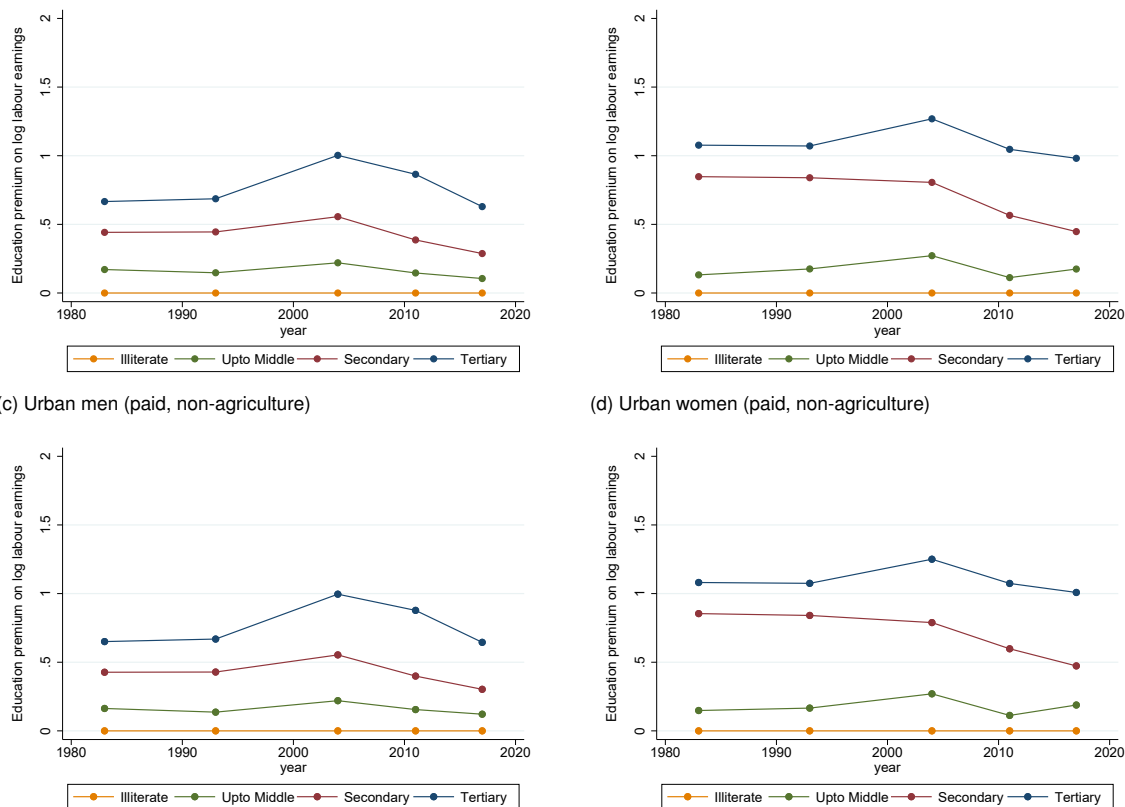 Education premium on log labour earnings
2
1.5
1
.5
0
1980 1990 2000 2010 2020
year
Illiterate Upto Middle Secondary Tertiary
Education premium on log labour earnings
2
1.5
1
.5
0
1980 1990 2000 2010 2020
year
Illiterate Upto Middle Secondary Tertiary
(c) Urban men (paid, non-agriculture)
(d) Urban women (paid, non-agriculture)
Education premium on log labour earnings
2
1.5
1
.5
0
1980 1990 2000 2010 2020
year
Illiterate Upto Middle Secondary Tertiary
Education premium on log labour earnings
2
1.5
1
.5
0
1980 1990 2000 2010 2020
year
Illiterate Upto Middle Secondary Tertiary